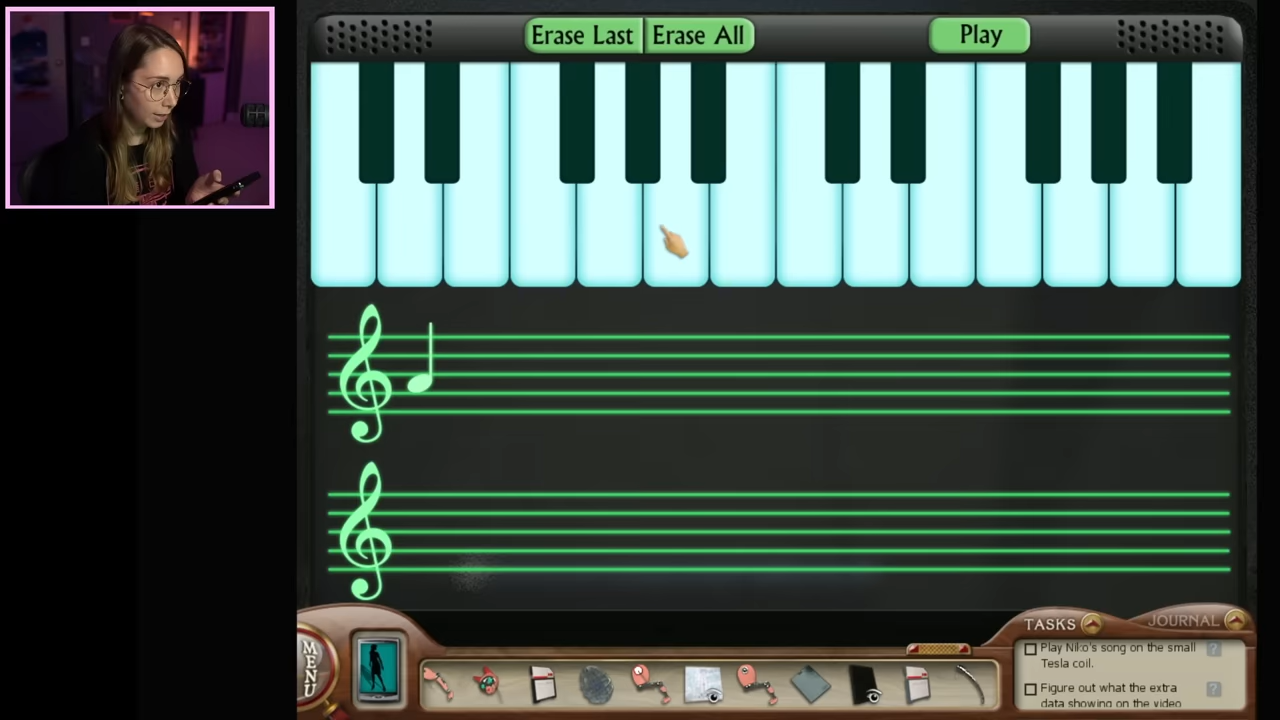 Erase Last
Erase All
Play
MENU
TASKS
JOURNAL
Play Niko's song on the small
Tesla coil.
?
Figure out what the extra
data showing on the video
?